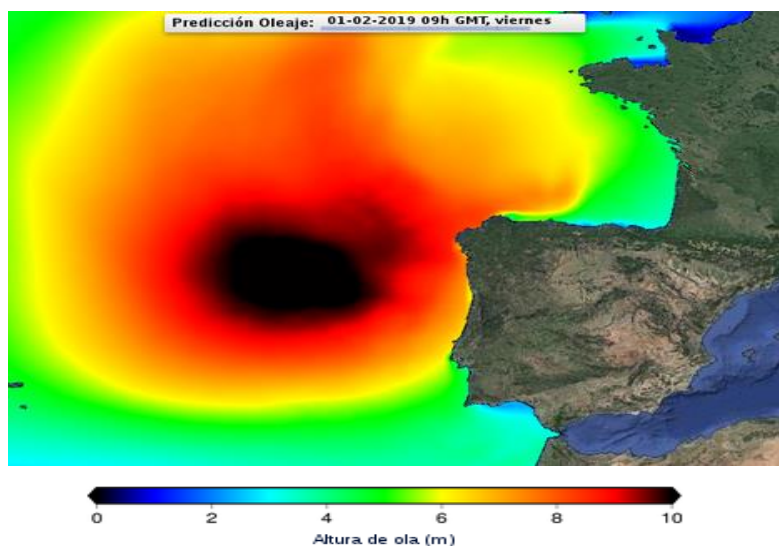 Predicción Oleaje: 01-02-2019 09h GMT, viernes
0 2 4 6 8 10
Altura de ola (m)